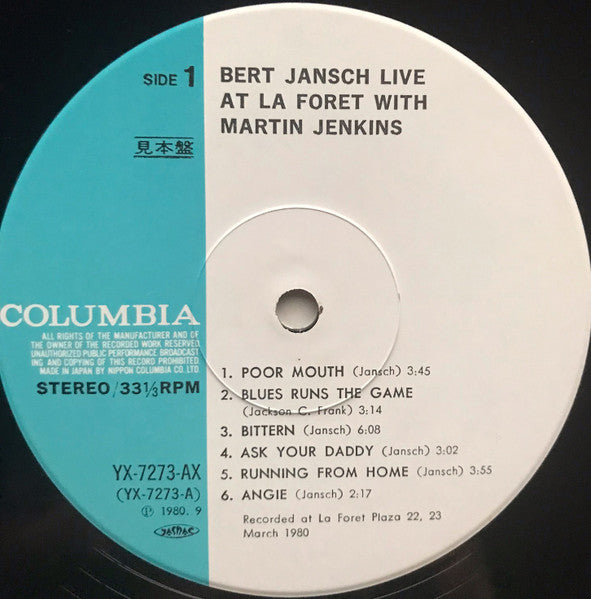 SIDE 1
BERT JANSCH LIVE
AT LA FORET WITH
MARTIN JENKINS
見本盤
COLUMBIA
ALL RIGHTS OF THE MANUFACTURER AND OF
THE OWNER OF THE RECORDED WORK RESERVED
UNAUTHORIZED PUBLIC PERFORMANCE BROADCAST
ING AND COPYING OF THIS RECORD PROHIBITED
MADE IN JAPAN BY NIPPON COLUMBIA CO. LTD.
STEREO/33⅓RPM
YX-7273-AX
(YX-7273-A)
Ⓟ 1980. 9
JASRAC
1. POOR MOUTH (Jansch) 3:45
2. BLUES RUNS THE GAME
(Jackson C. Frank) 3:14
3. BITTERN (Jansch) 6:08
4. ASK YOUR DADDY (Jansch) 3:02
5. RUNNING FROM HOME (Jansch) 3:55
6. ANGIE (Jansch) 2:17
Recorded at La Foret Plaza 22, 23
March 1980